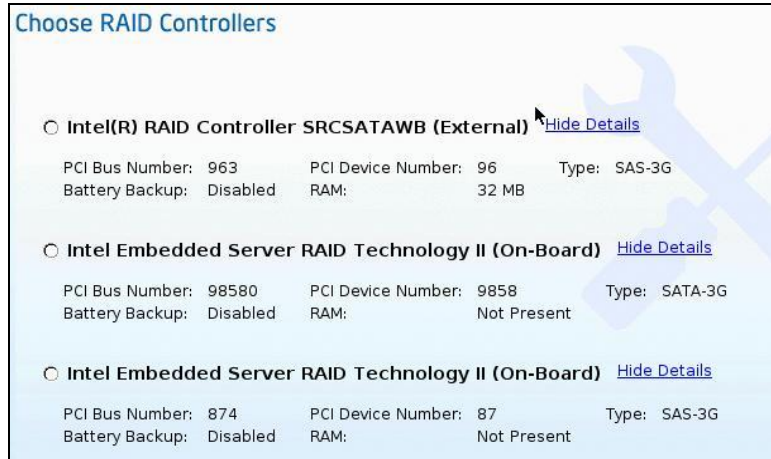 Choose RAID Controllers
Intel(R) RAID Controller SRCSATAWB (External) Hide Details
PCI Bus Number: 963 PCI Device Number: 96 Type: SAS-3G
Battery Backup: Disabled RAM: 32 MB
Intel Embedded Server RAID Technology II (On-Board) Hide Details
PCI Bus Number: 98580 PCI Device Number: 9858 Type: SATA-3G
Battery Backup: Disabled RAM: Not Present
Intel Embedded Server RAID Technology II (On-Board) Hide Details
PCI Bus Number: 874 PCI Device Number: 87 Type: SAS-3G
Battery Backup: Disabled RAM: Not Present